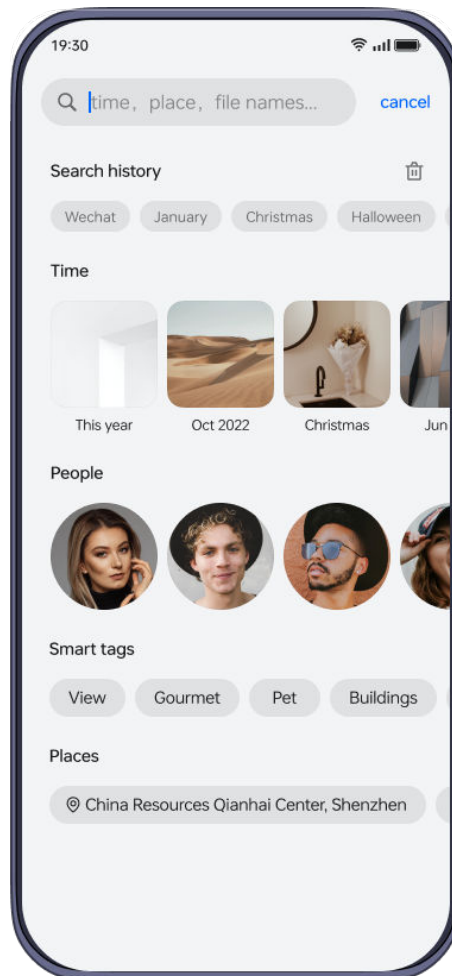 19:30
time，place，file names...
cancel
Search history
Wechat January Christmas Halloween
Time
This year Oct 2022 Christmas Jun
People
Smart tags
View Gourmet Pet Buildings
Places
China Resources Qianhai Center, Shenzhen